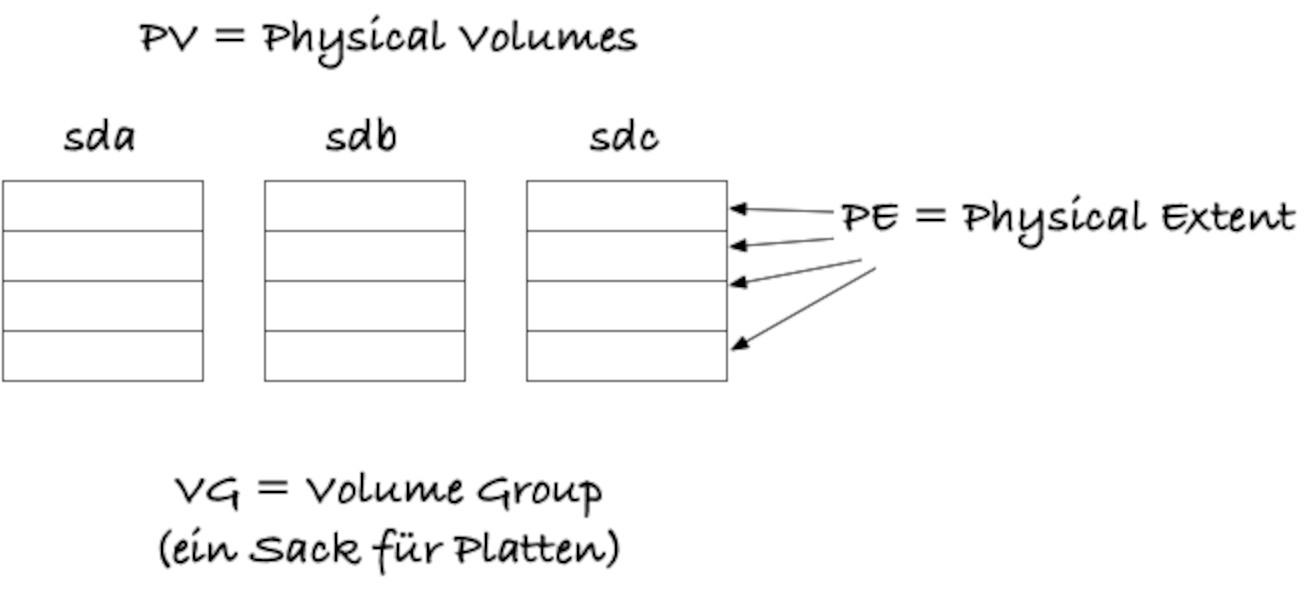 PV = Physical Volumes
sda sdb sdc
PE = Physical Extent
VG = Volume Group
(ein Sack für Platten)